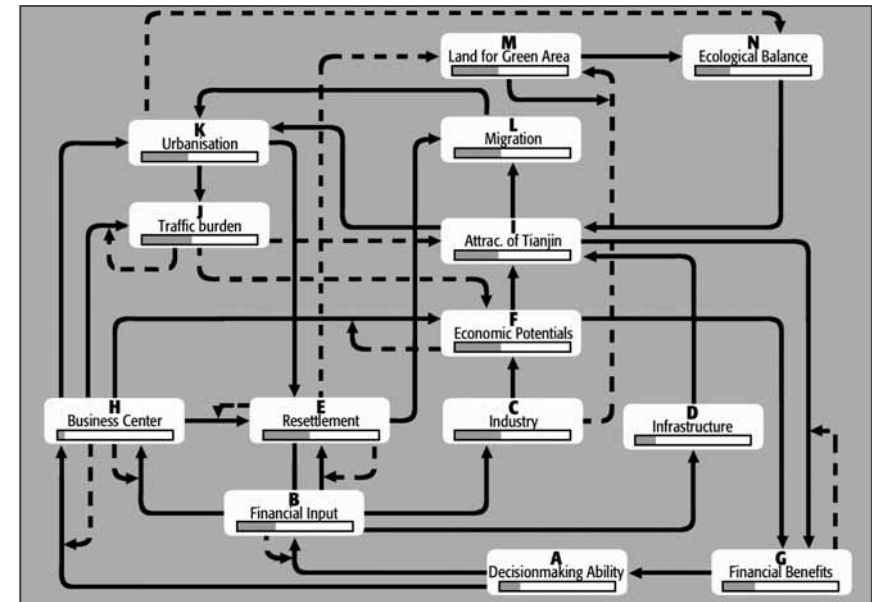 M
Land for Green Area
N
Ecological Balance
K
Urbanisation
L
Migration
J
Traffic burden
I
Attrac. of Tianjin
F
Economic Potentials
H
Business Center
E
Resettlement
C
Industry
D
Infrastructure
B
Financial Input
A
Decisionmaking Ability
G
Financial Benefits